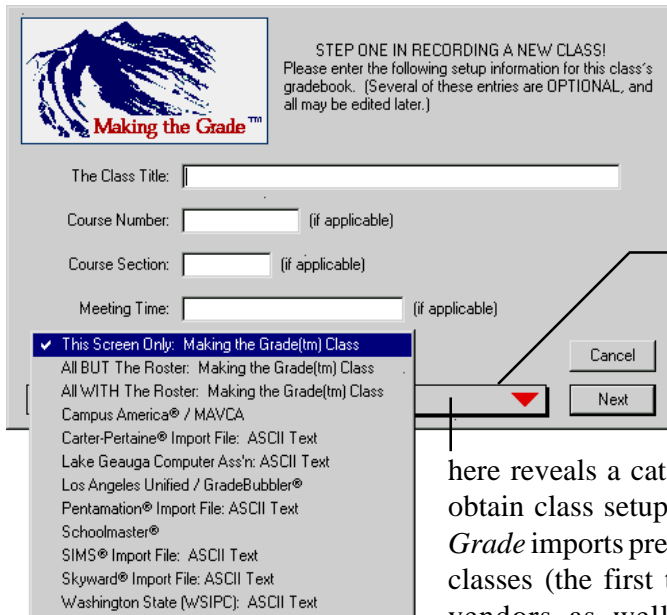 Making the Grade™
STEP ONE IN RECORDING A NEW CLASS!
Please enter the following setup information for this class's
gradebook. (Several of these entries are OPTIONAL, and
all may be edited later.)
The Class Title:
Course Number: (if applicable)
Course Section: (if applicable)
Meeting Time: (if applicable)
✔ This Screen Only: Making the Grade(tm) Class
All BUT The Roster: Making the Grade(tm) Class
All WITH The Roster: Making the Grade(tm) Class
Campus America® / MAVCA
Carter-Pertaine® Import File: ASCII Text
Lake Geauga Computer Ass'n: ASCII Text
Los Angeles Unified / GradeBubbler®
Pentamation® Import File: ASCII Text
Schoolmaster®
SIMS® Import File: ASCII Text
Skyward® Import File: ASCII Text
Washington State (WSIPC): ASCII Text
Cancel
Next
here reveals a cat
obtain class setup
Grade imports pre
classes (the first t
vendors as well